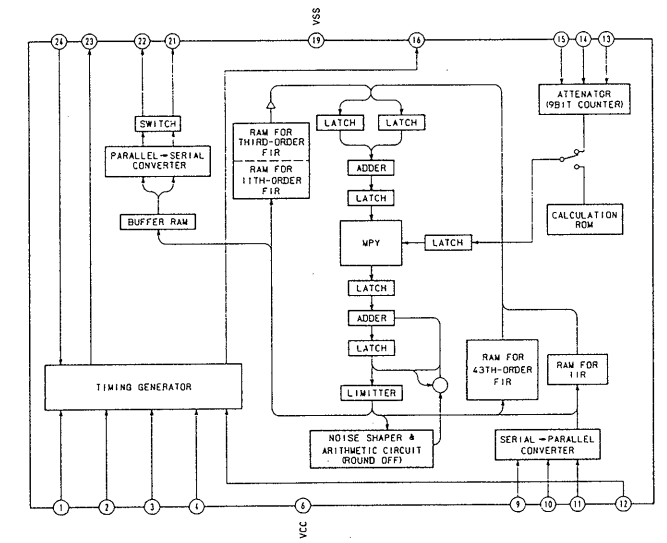 VSS
24
23
22
21
19
16
15
14
13
SWITCH
PARALLEL→SERIAL
CONVERTER
BUFFER RAM
RAM FOR
THIRD-ORDER
FIR
RAM FOR
11TH-ORDER
FIR
LATCH
LATCH
ADDER
LATCH
MPY
LATCH
LATCH
ADDER
LATCH
LIMITTER
NOISE SHAPER &
ARITHMETIC CIRCUIT
(ROUND OFF)
ATTENATOR
(9BIT COUNTER)
CALCULATION
ROM
RAM FOR
43TH-ORDER
FIR
RAM FOR
IIR
SERIAL→PARALLEL
CONVERTER
TIMING GENERATOR
1
2
3
4
6
9
10
11
12
VCC